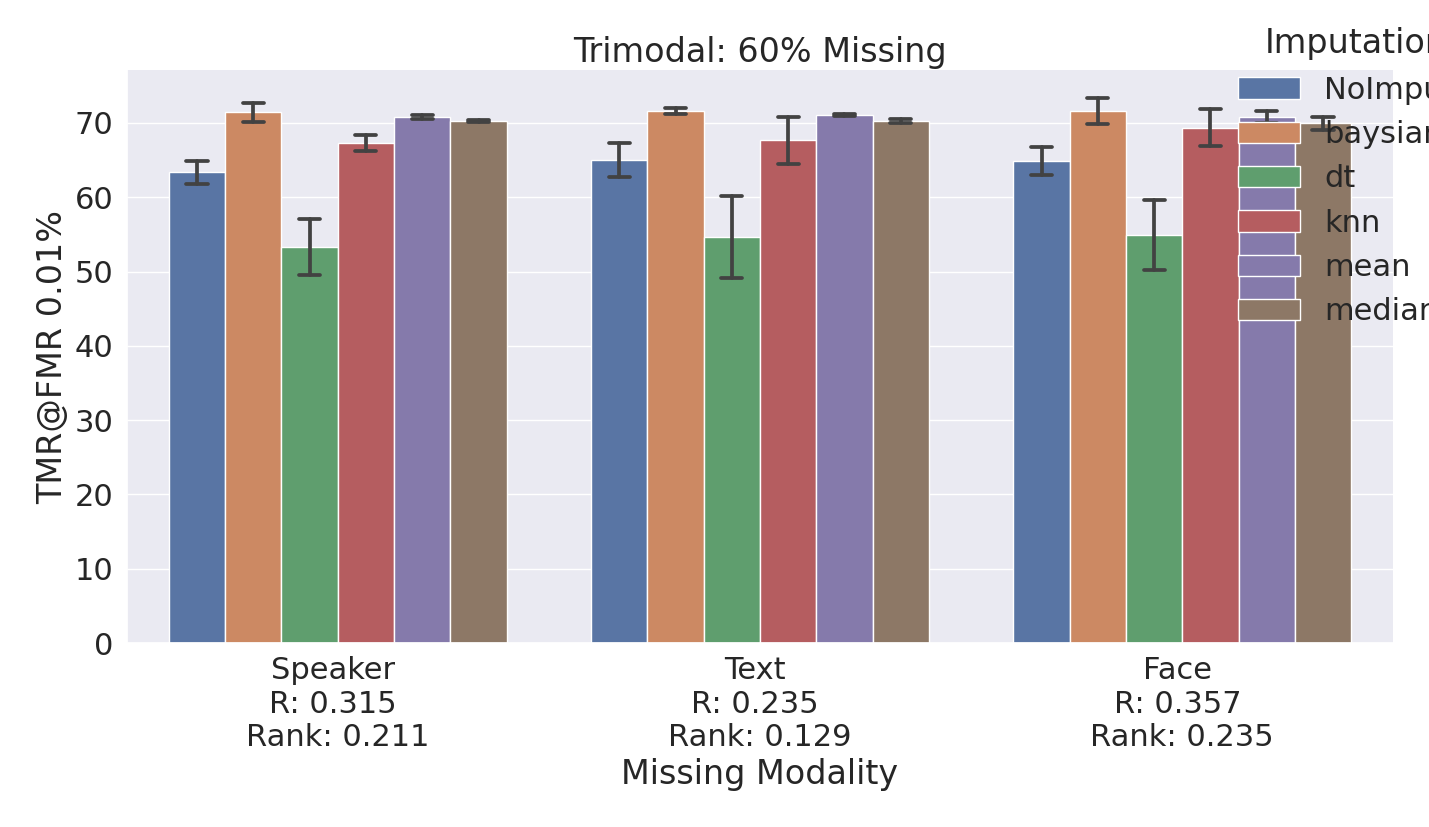 Trimodal: 60% Missing
Imputation
NoImpu
baysian
dt
knn
mean
median
TMR@FMR 0.01%
70
60
50
40
30
20
10
0
Speaker
R: 0.315
Rank: 0.211
Text
R: 0.235
Rank: 0.129
Face
R: 0.357
Rank: 0.235
Missing Modality